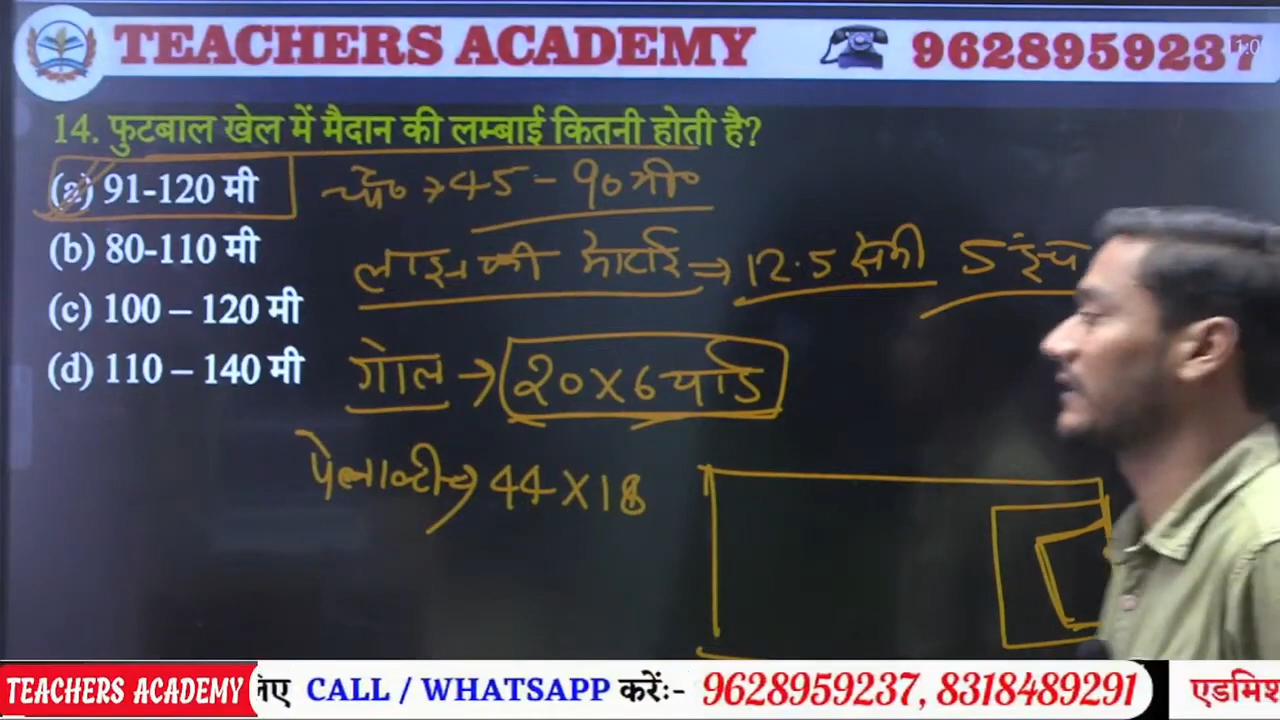 TEACHERS ACADEMY 9628959237
14. फुटबाल खेल में मैदान की लम्बाई कितनी होती है?
(a) 91-120 मी
चौ० → 45 - 90 मी०
(b) 80-110 मी
लाइन की मोटाई ⇒ 12.5 सेमी 5 इंच
(c) 100 – 120 मी
गोल → 20 X 6 यार्ड
(d) 110 – 140 मी
पेनाल्टी → 44 X 18
TEACHERS ACADEMY
CALL / WHATSAPP करें:- 9628959237, 8318489291